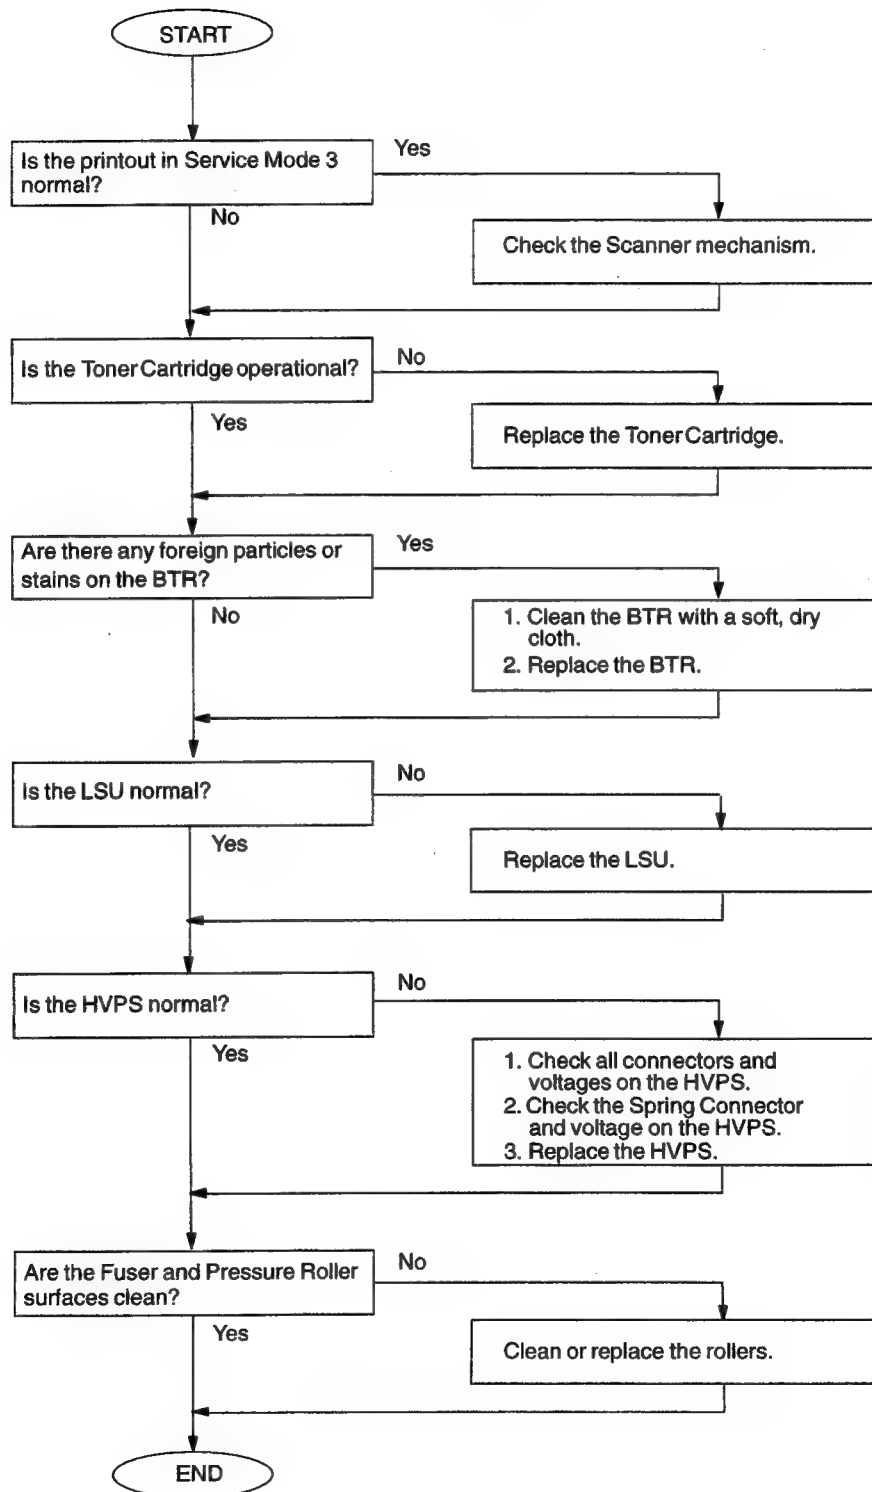 START
Is the printout in Service Mode 3
normal?
Yes
No
Check the Scanner mechanism.
Is the Toner Cartridge operational?
No
Yes
Replace the Toner Cartridge.
Are there any foreign particles or
stains on the BTR?
Yes
No
1. Clean the BTR with a soft, dry
cloth.
2. Replace the BTR.
Is the LSU normal?
No
Yes
Replace the LSU.
Is the HVPS normal?
No
Yes
1. Check all connectors and
voltages on the HVPS.
2. Check the Spring Connector
and voltage on the HVPS.
3. Replace the HVPS.
Are the Fuser and Pressure Roller
surfaces clean?
No
Yes
Clean or replace the rollers.
END